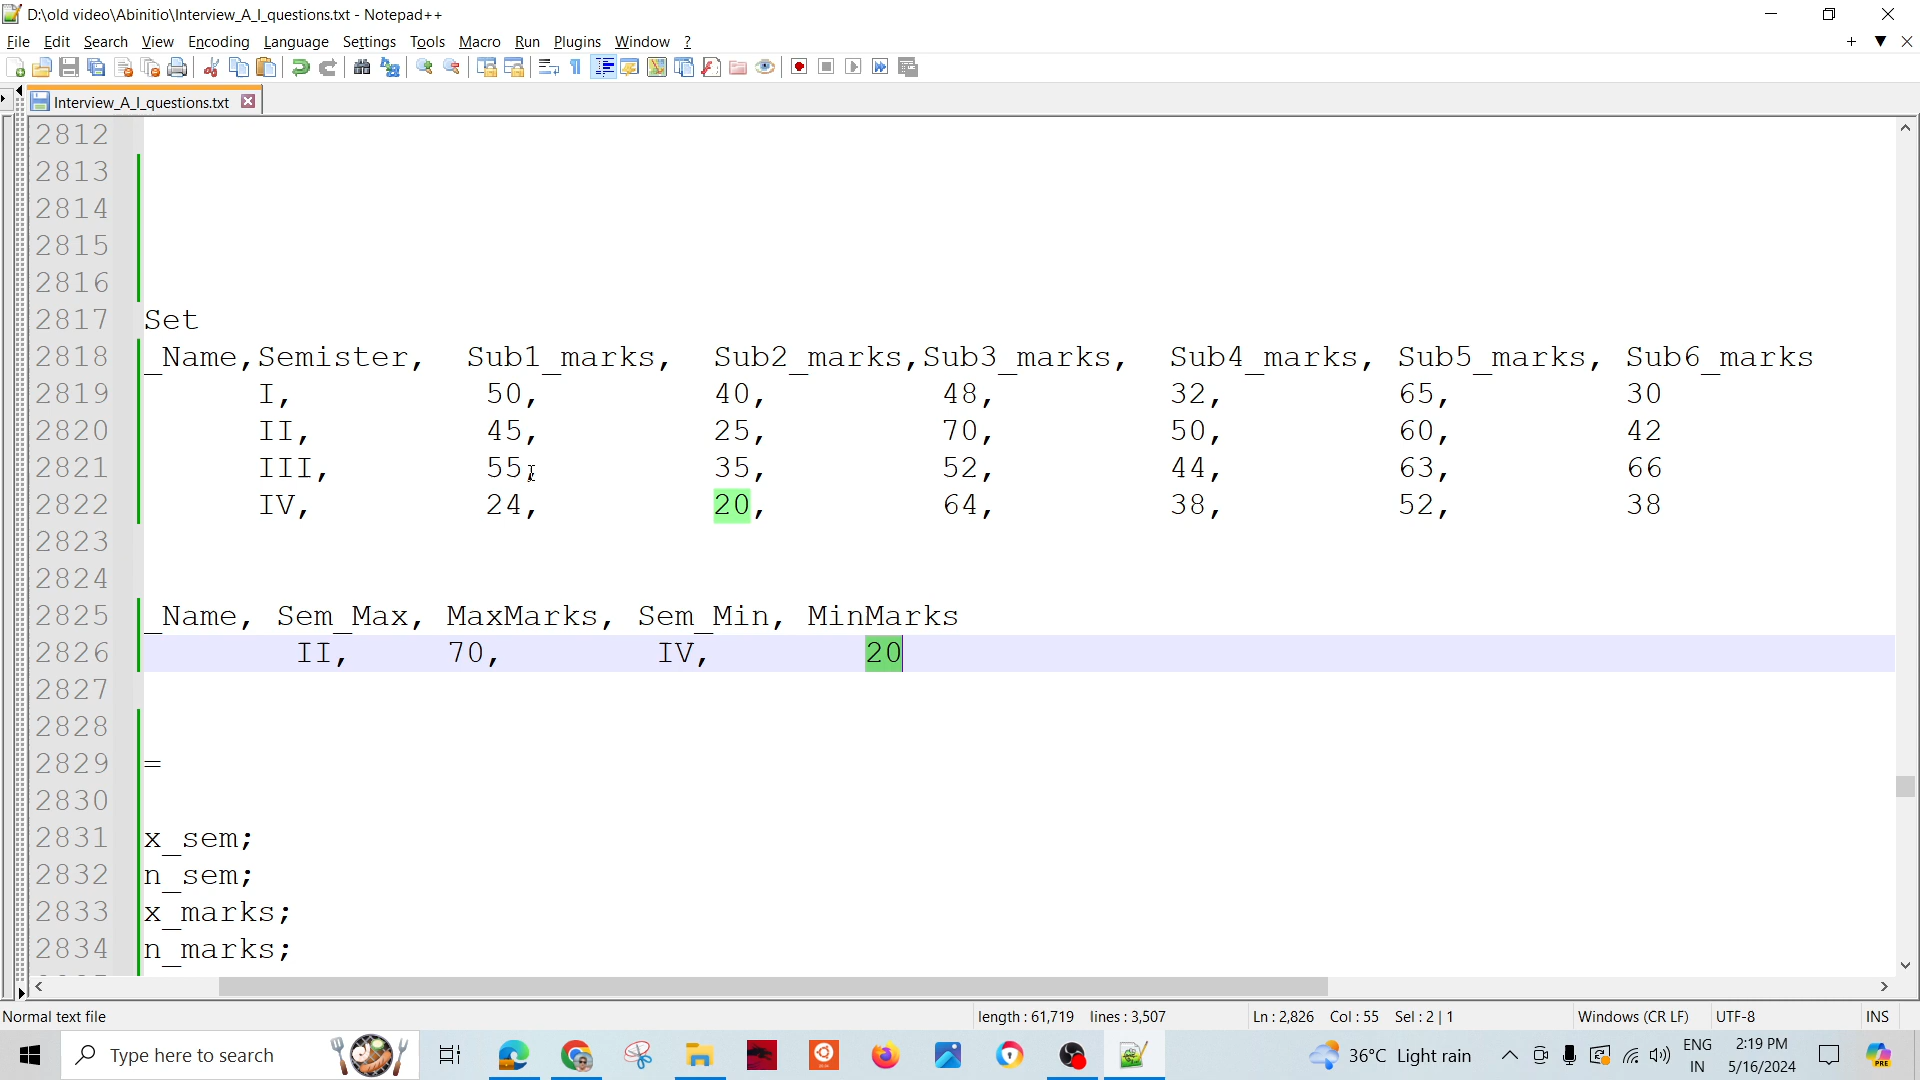 D:\old video\Abinitio\Interview_A_I_questions.txt - Notepad++
File Edit Search View Encoding Language Settings Tools Macro Run Plugins Window ?
Interview_A_I_questions.txt
2812
2813
2814
2815
2816
2817 Set
2818 _Name,Semister, Sub1_marks, Sub2_marks,Sub3_marks, Sub4_marks, Sub5_marks, Sub6_marks
2819 I, 50, 40, 48, 32, 65, 30
2820 II, 45, 25, 70, 50, 60, 42
2821 III, 55, 35, 52, 44, 63, 66
2822 IV, 24, 20, 64, 38, 52, 38
2823
2824
2825 _Name, Sem_Max, MaxMarks, Sem_Min, MinMarks
2826 II, 70, IV, 20
2827
2828
2829 =
2830
2831 x_sem;
2832 n_sem;
2833 x_marks;
2834 n_marks;
Normal text file length : 61,719 lines : 3,507 Ln : 2,826 Col : 55 Sel : 2 | 1 Windows (CR LF) UTF-8 INS
Type here to search 36°C Light rain ENG IN 2:19 PM 5/16/2024 PRE